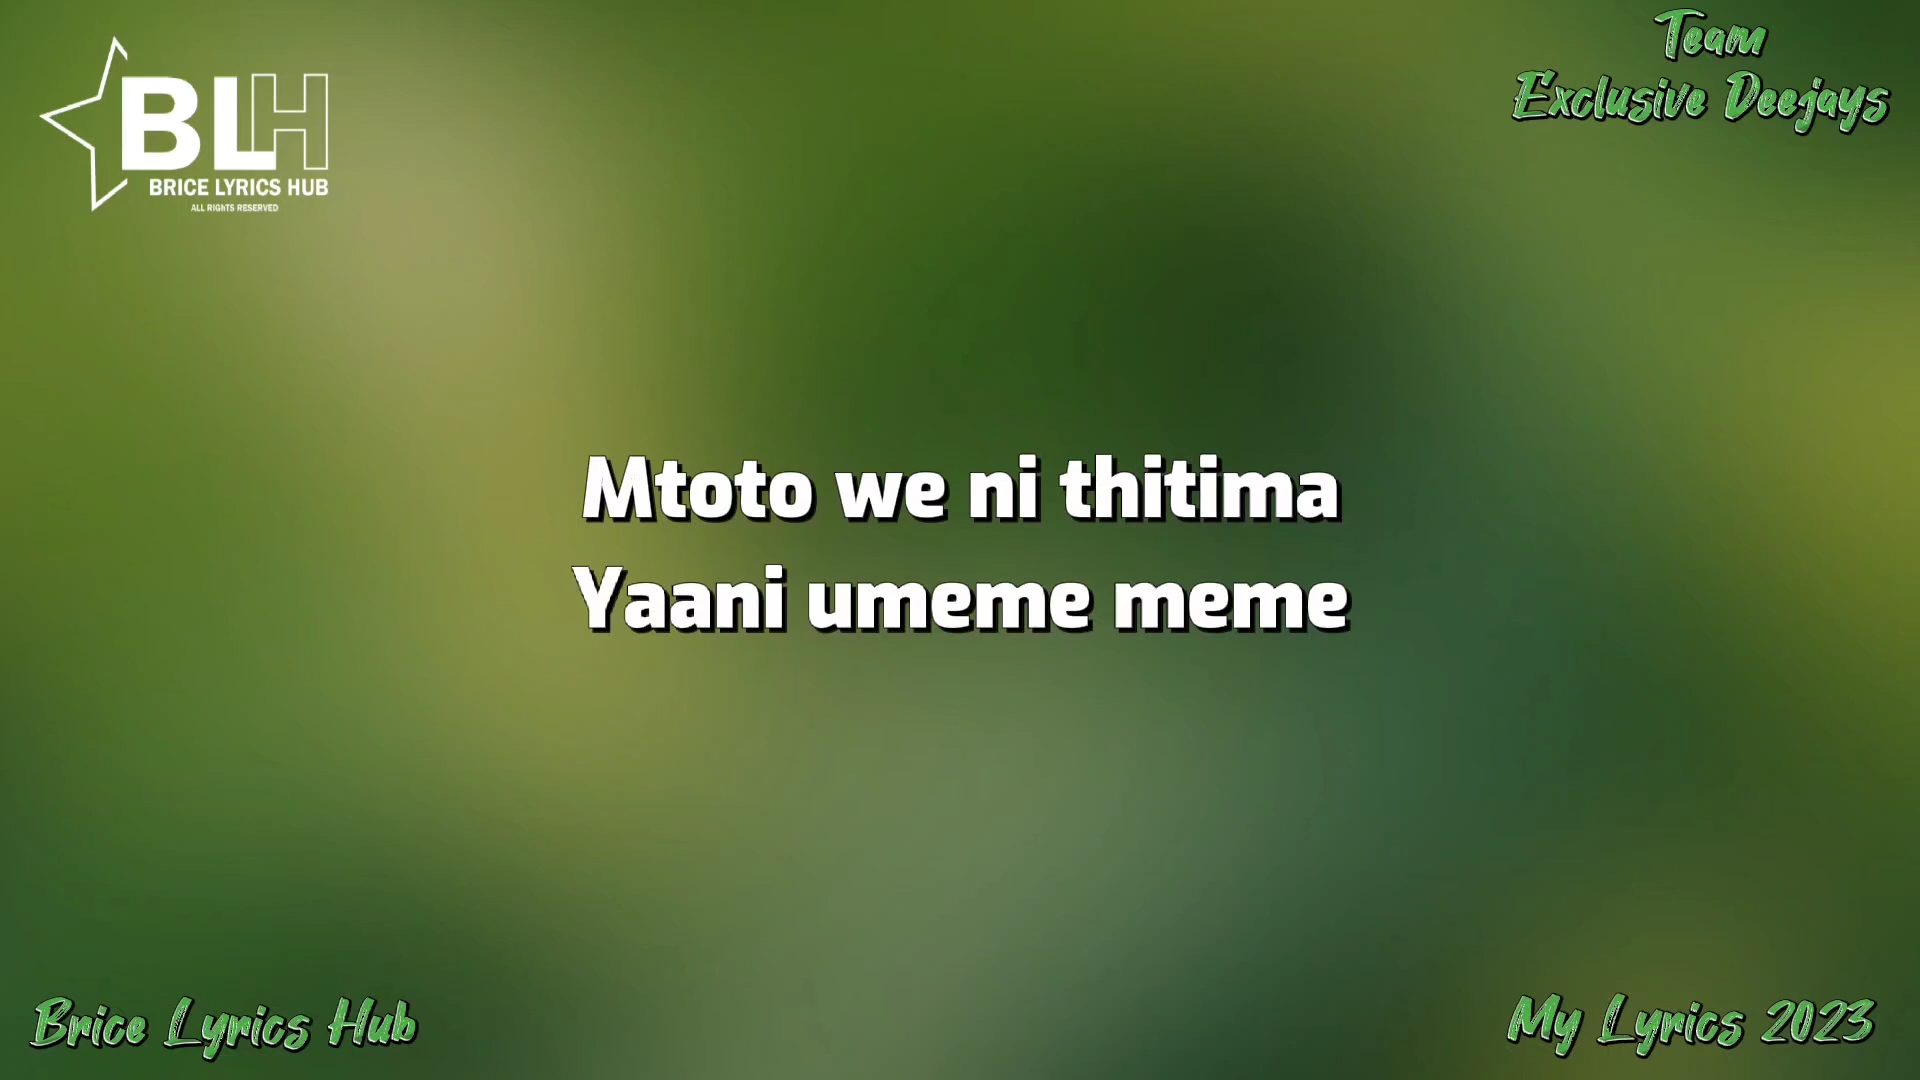 BLH
BRICE LYRICS HUB
ALL RIGHTS RESERVED
Team
Exclusive Deejays
Mtoto we ni thitima
Yaani umeme meme
Brice Lyrics Hub
My Lyrics 2023